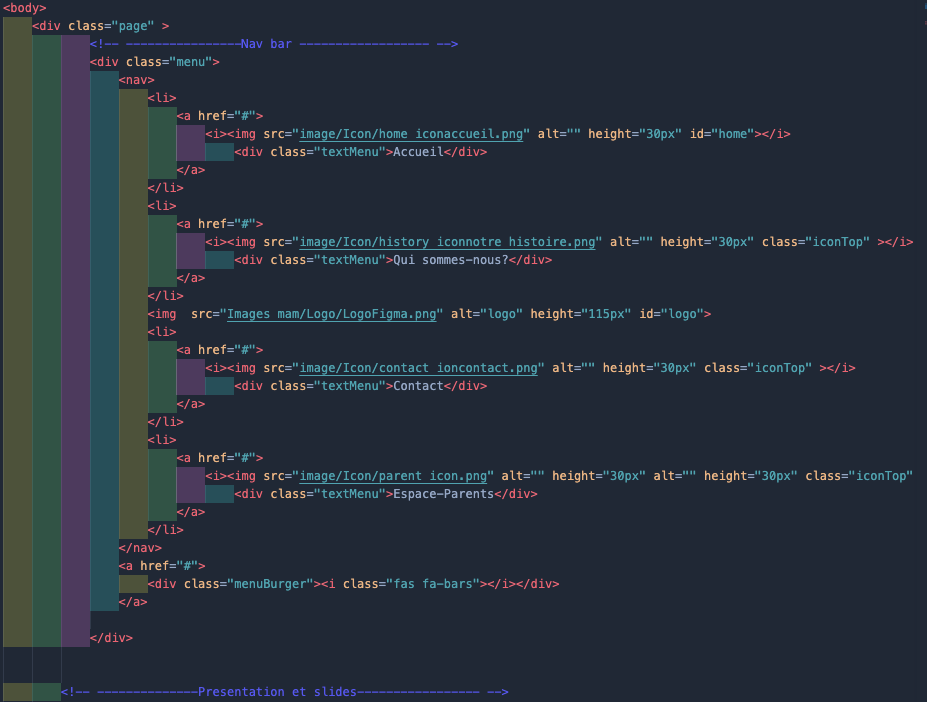 <body>
<div class="page" >
<!-- ----------------Nav bar ------------------ -->
<div class="menu">
<nav>
<li>
<a href="#">
<i><img src="image/Icon/home iconaccueil.png" alt="" height="30px" id="home"></i>
<div class="textMenu">Accueil</div>
</a>
</li>
<li>
<a href="#">
<i><img src="image/Icon/history iconnotre histoire.png" alt="" height="30px" class="iconTop" ></i>
<div class="textMenu">Qui sommes-nous?</div>
</a>
</li>
<img  src="Images mam/Logo/LogoFigma.png" alt="logo" height="115px" id="logo">
<li>
<a href="#">
<i><img src="image/Icon/contact ioncontact.png" alt="" height="30px" class="iconTop" ></i>
<div class="textMenu">Contact</div>
</a>
</li>
<li>
<a href="#">
<i><img src="image/Icon/parent icon.png" alt="" height="30px" alt="" height="30px" class="iconTop"
<div class="textMenu">Espace-Parents</div>
</a>
</li>
</nav>
<a href="#">
<div class="menuBurger"><i class="fas fa-bars"></i></div>
</a>
</div>
<!-- --------------Presentation et slides----------------- -->